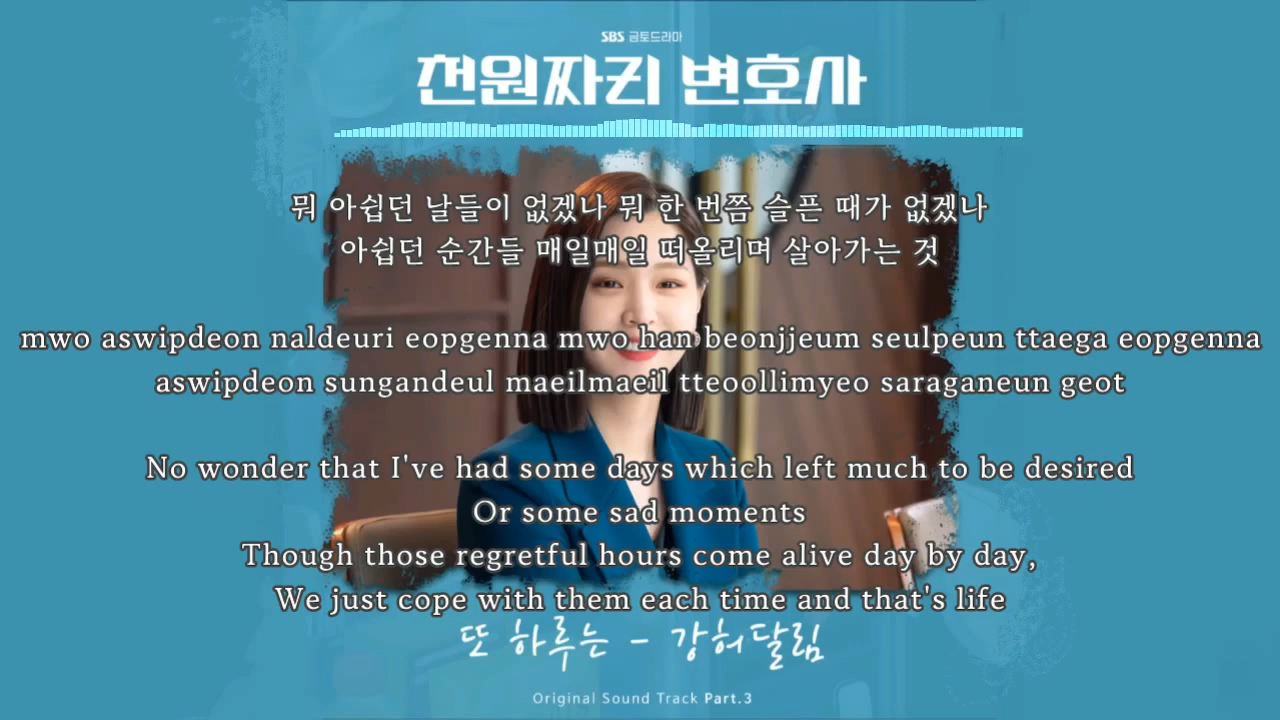 SBS 금토드라마
천원짜리 변호사
뭐 아쉽던 날들이 없겠나 뭐 한 번쯤 슬픈 때가 없겠나
아쉽던 순간들 매일매일 떠올리며 살아가는 것
mwo aswipdeon naldeuri eopgenna mwo han beonjjeum seulpeun ttaega eopgenna
aswipdeon sungandeul maeilmaeil tteoollimyeo saraganeun geot
No wonder that I've had some days which left much to be desired
Or some sad moments
Though those regretful hours come alive day by day,
We just cope with them each time and that's life
또 하루는 - 강허달림
Original Sound Track Part.3